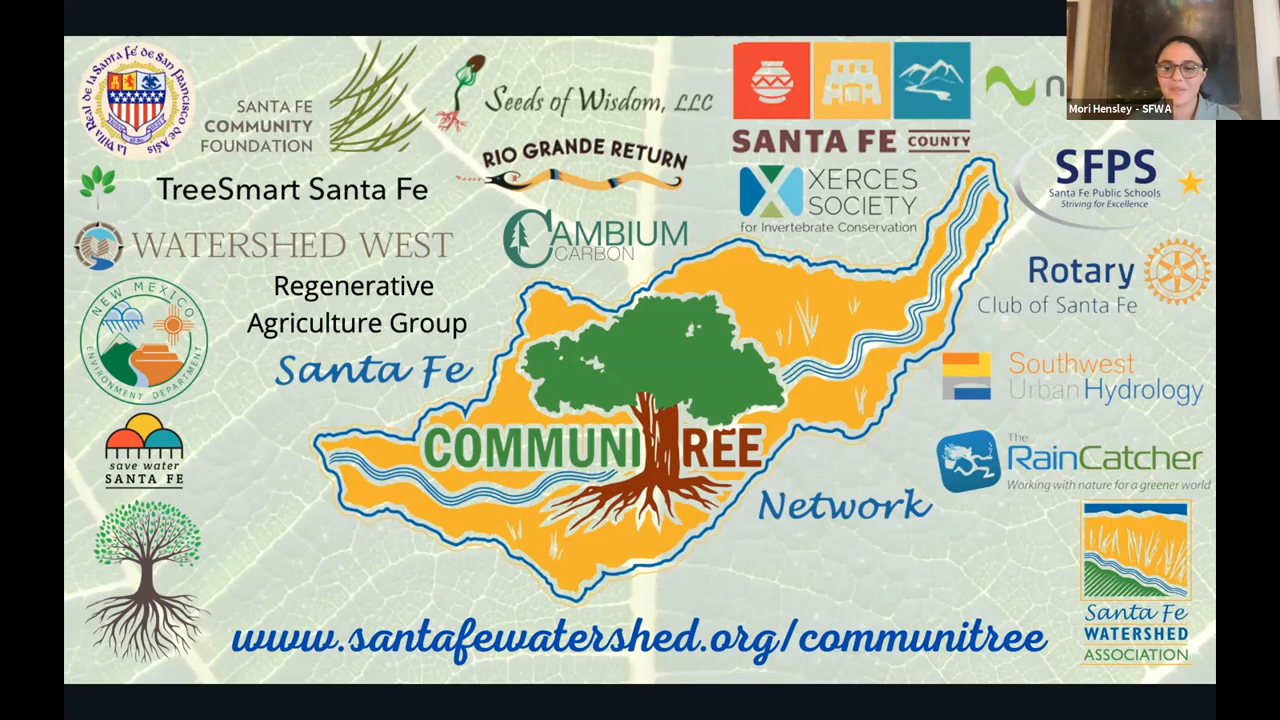 la Villa Real de la Santa fé de San francisco de Asís
SANTA FE
COMMUNITY
FOUNDATION
Seeds of Wisdom, LLC
RIO GRANDE RETURN
SANTA FE COUNTY
n
Mori Hensley - SFWA
TreeSmart Santa Fe
XERCES
SOCIETY
for Invertebrate Conservation
SFPS
Santa Fe Public Schools
Striving for Excellence
WATERSHED WEST
CAMBIUM
CARBON
NEW MEXICO
ENVIRONMENT DEPARTMENT
Regenerative
Agriculture Group
Rotary
Club of Santa Fe
Santa Fe
COMMUNITREE
Network
Southwest
Urban Hydrology
save water
SANTA FE
The
RainCatcher
Working with nature for a greener world
Santa Fe
WATERSHED
ASSOCIATION
www.santafewatershed.org/communitree